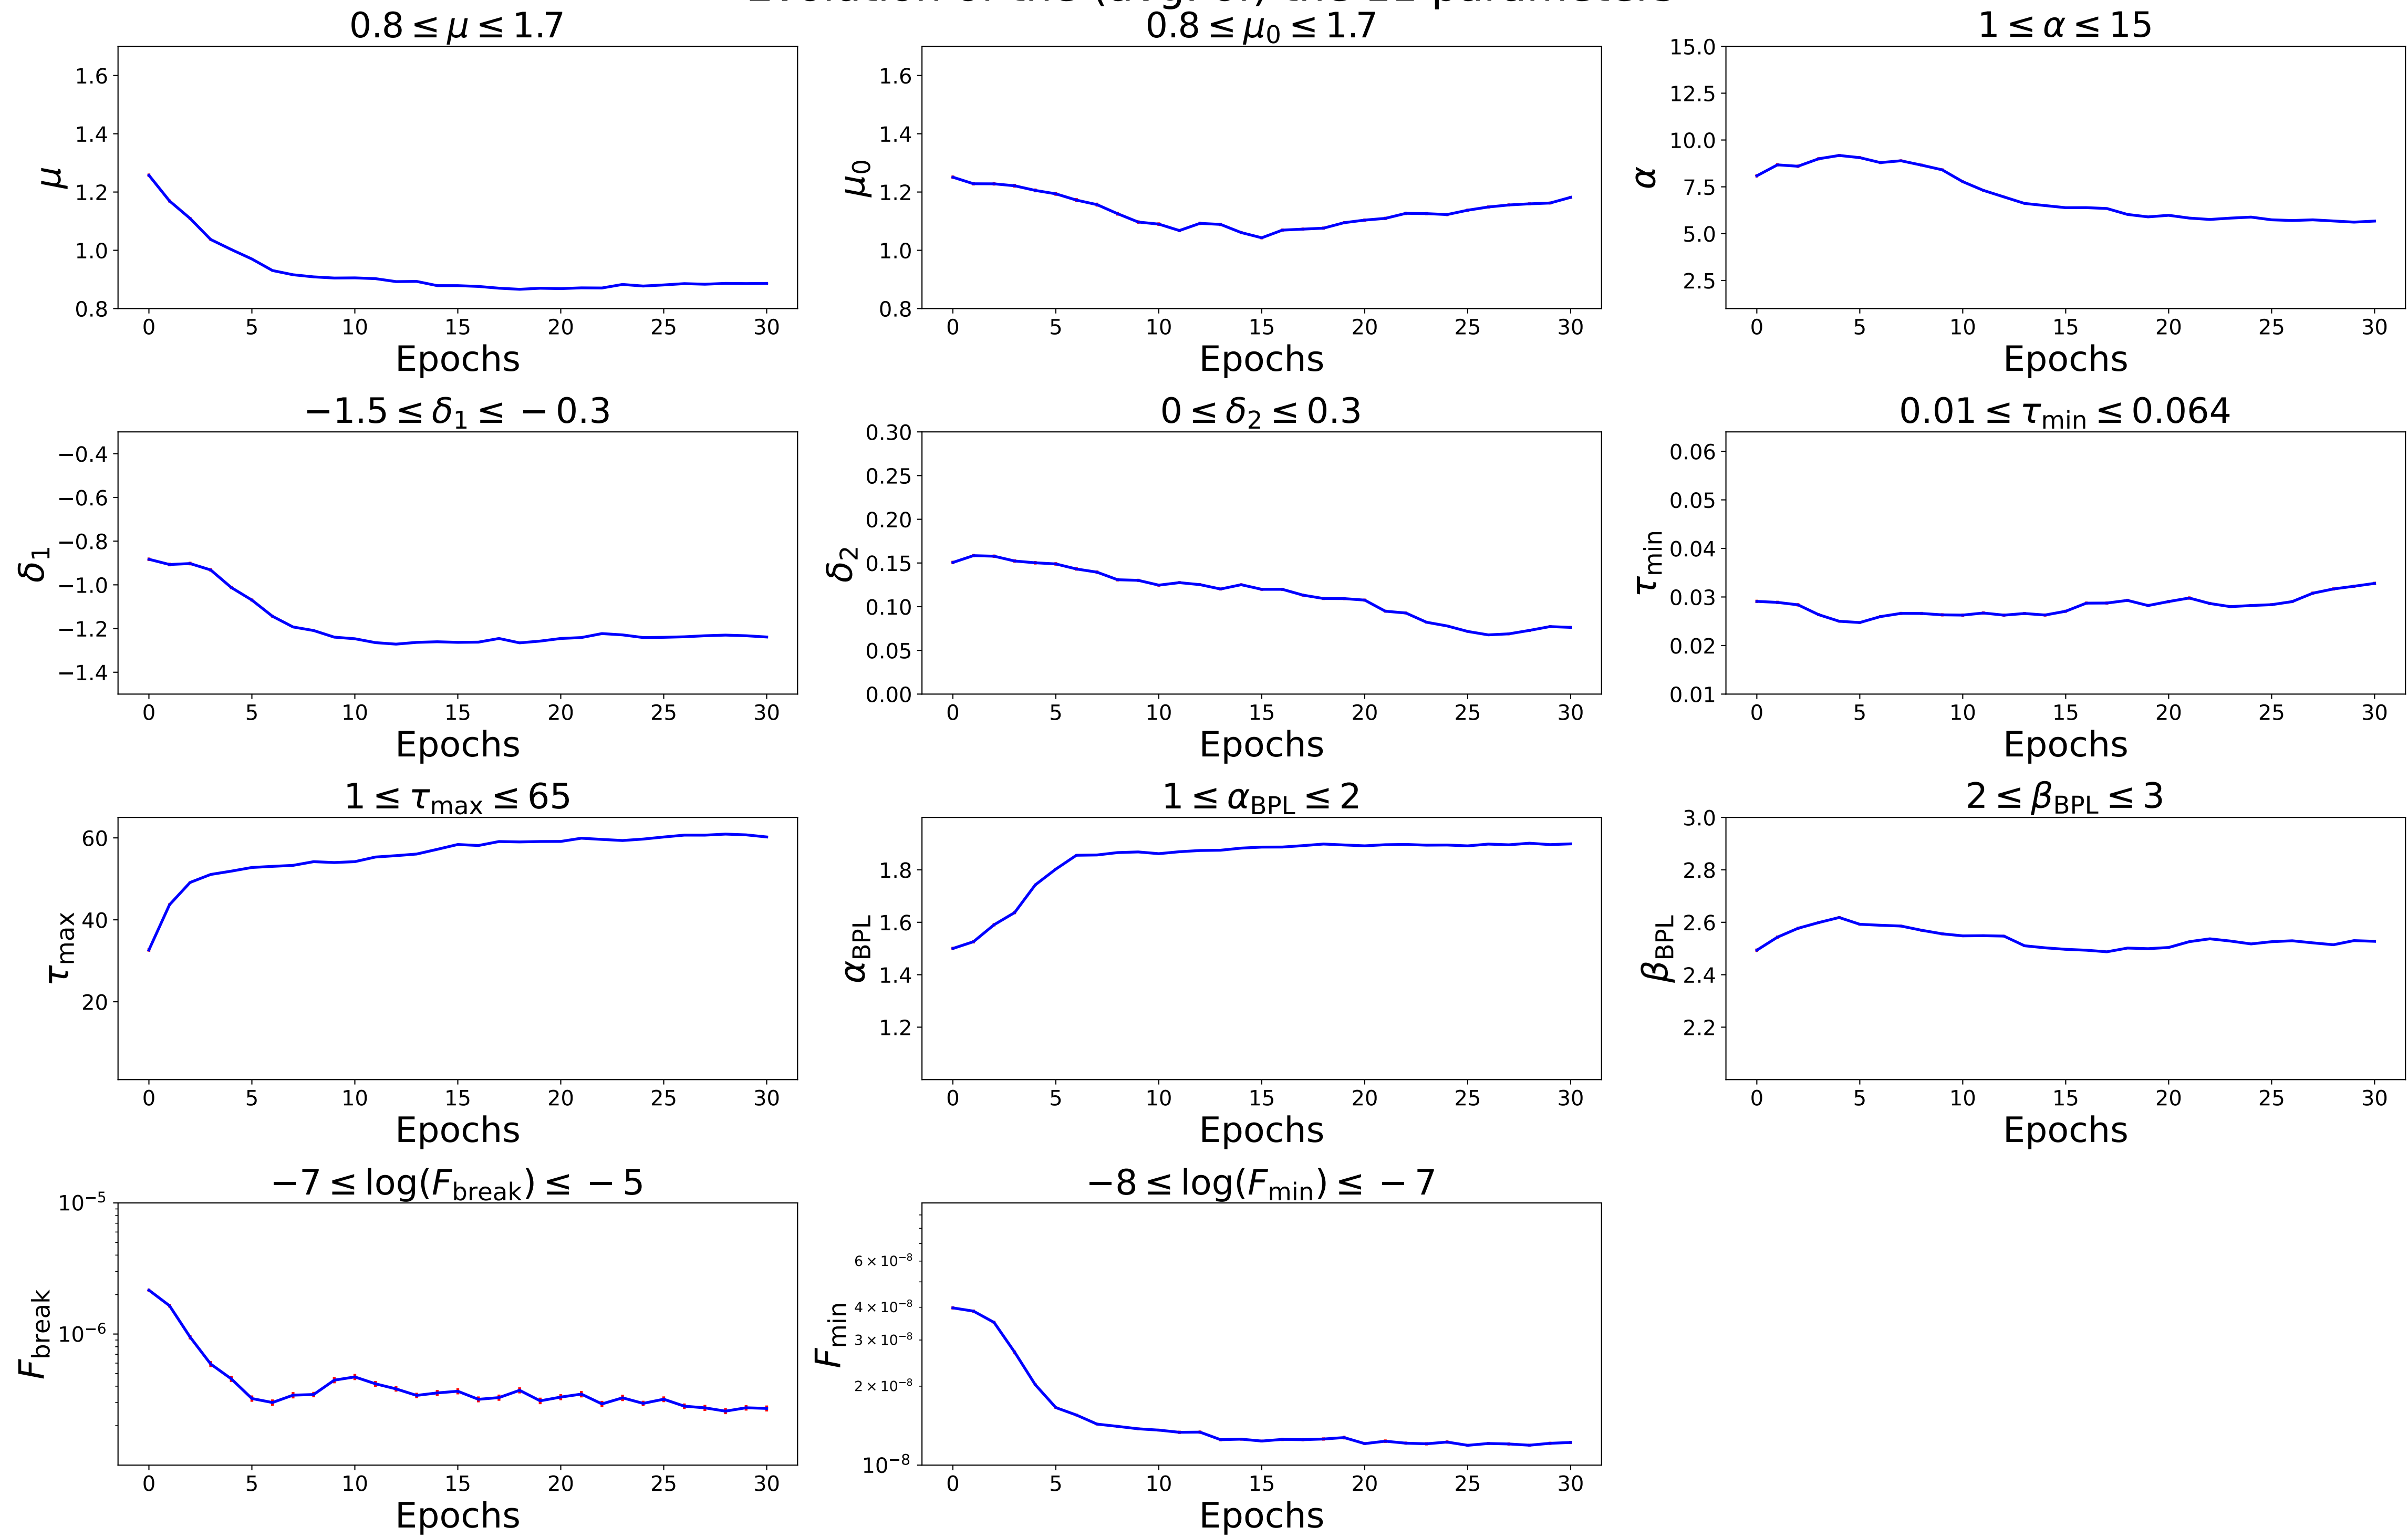 Evolution of the (avg. of) the 11 parameters
0.8 ≤ μ ≤ 1.7
1.6
1.4
1.2
1.0
0.8
μ
0 5 10 15 20 25 30
Epochs
0.8 ≤ μ₀ ≤ 1.7
1.6
1.4
1.2
1.0
0.8
μ₀
0 5 10 15 20 25 30
Epochs
1 ≤ α ≤ 15
15.0
12.5
10.0
7.5
5.0
2.5
α
0 5 10 15 20 25 30
Epochs
−1.5 ≤ δ₁ ≤ −0.3
−0.4
−0.6
−0.8
−1.0
−1.2
−1.4
δ₁
0 5 10 15 20 25 30
Epochs
0 ≤ δ₂ ≤ 0.3
0.30
0.25
0.20
0.15
0.10
0.05
0.00
δ₂
0 5 10 15 20 25 30
Epochs
0.01 ≤ τ_min ≤ 0.064
0.06
0.05
0.04
0.03
0.02
0.01
τ_min
0 5 10 15 20 25 30
Epochs
1 ≤ τ_max ≤ 65
60
40
20
τ_max
0 5 10 15 20 25 30
Epochs
1 ≤ α_BPL ≤ 2
1.8
1.6
1.4
1.2
α_BPL
0 5 10 15 20 25 30
Epochs
2 ≤ β_BPL ≤ 3
3.0
2.8
2.6
2.4
2.2
β_BPL
0 5 10 15 20 25 30
Epochs
−7 ≤ log(F_break) ≤ −5
10⁻⁵
10⁻⁶
F_break
0 5 10 15 20 25 30
Epochs
−8 ≤ log(F_min) ≤ −7
6 × 10⁻⁸
4 × 10⁻⁸
3 × 10⁻⁸
2 × 10⁻⁸
10⁻⁸
F_min
0 5 10 15 20 25 30
Epochs